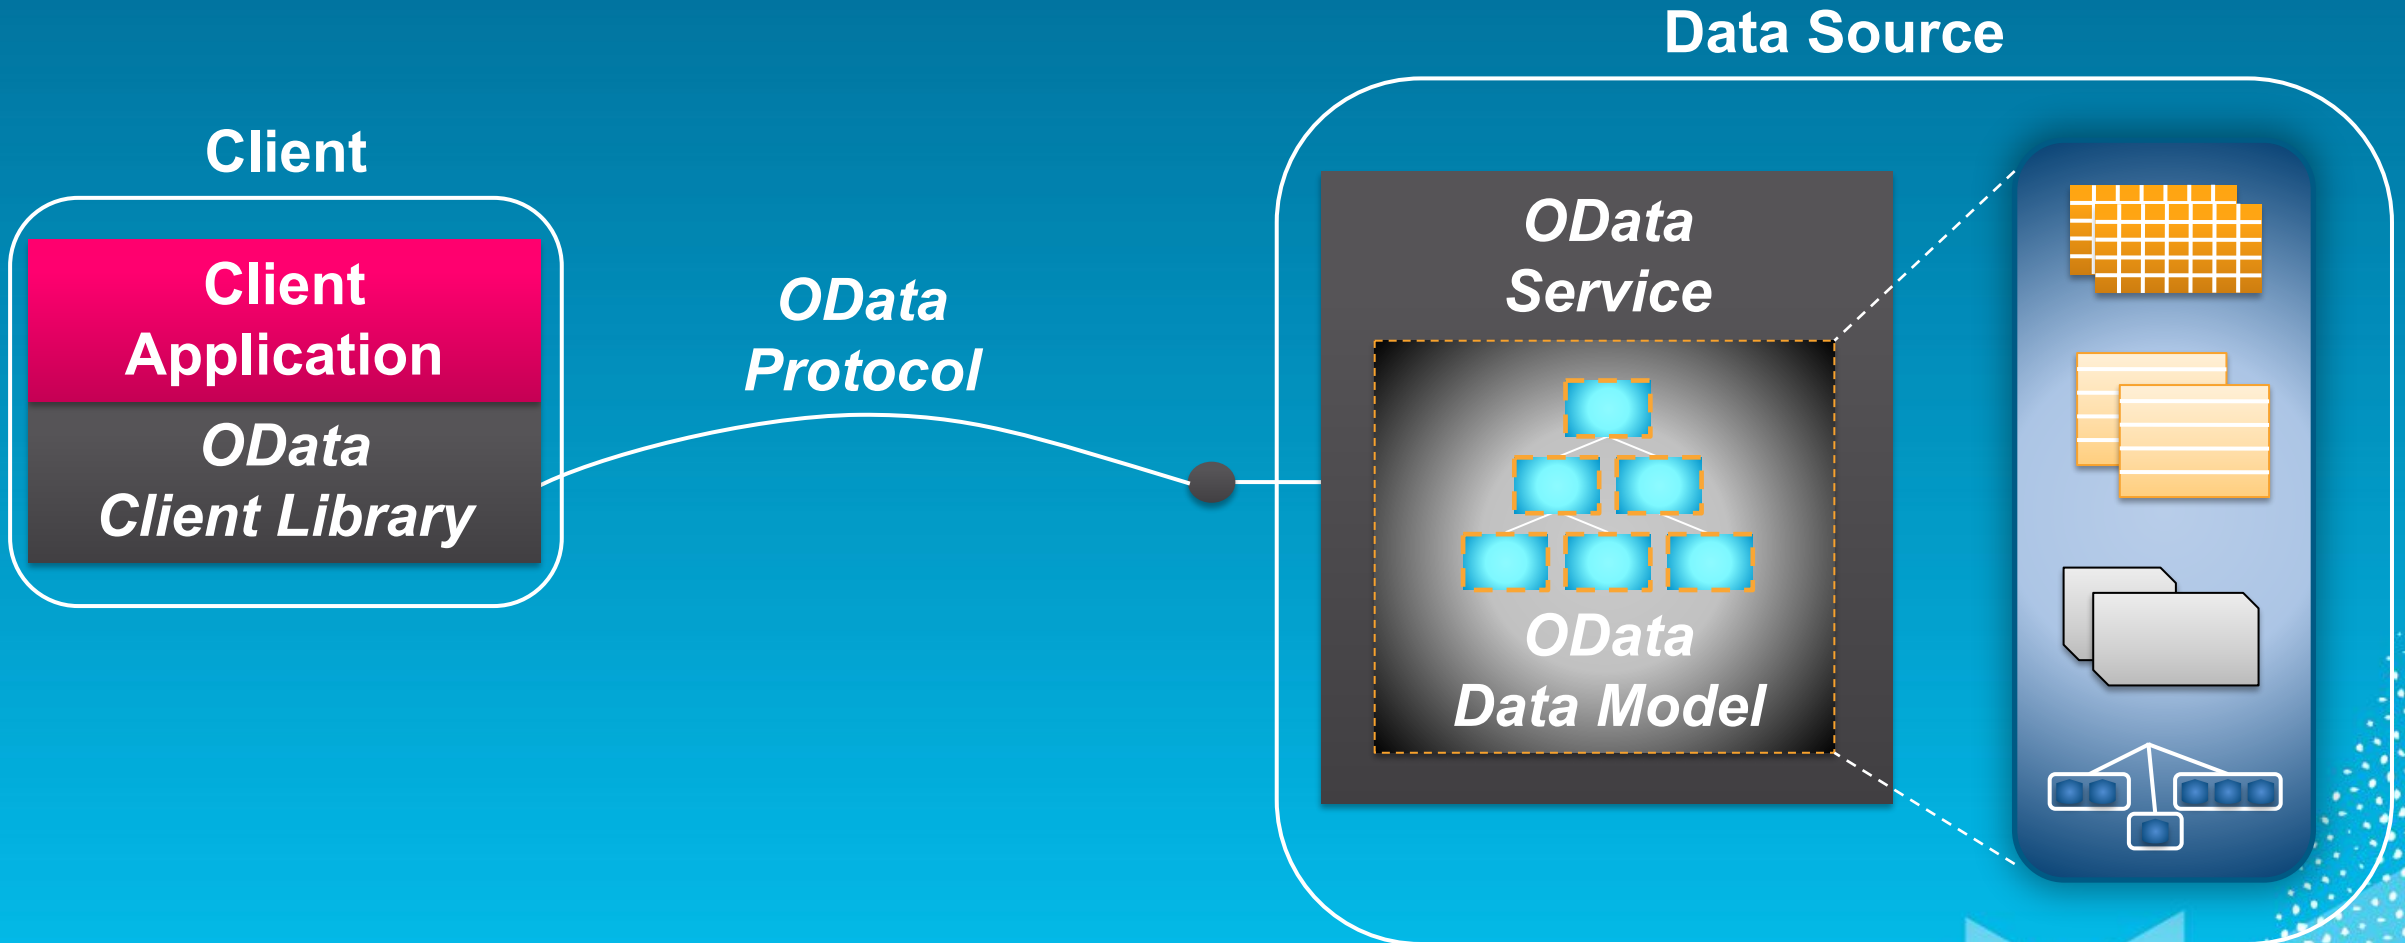 Data Source
Client
Client
Application
OData
Client Library
OData
Protocol
OData
Service
OData
Data Model